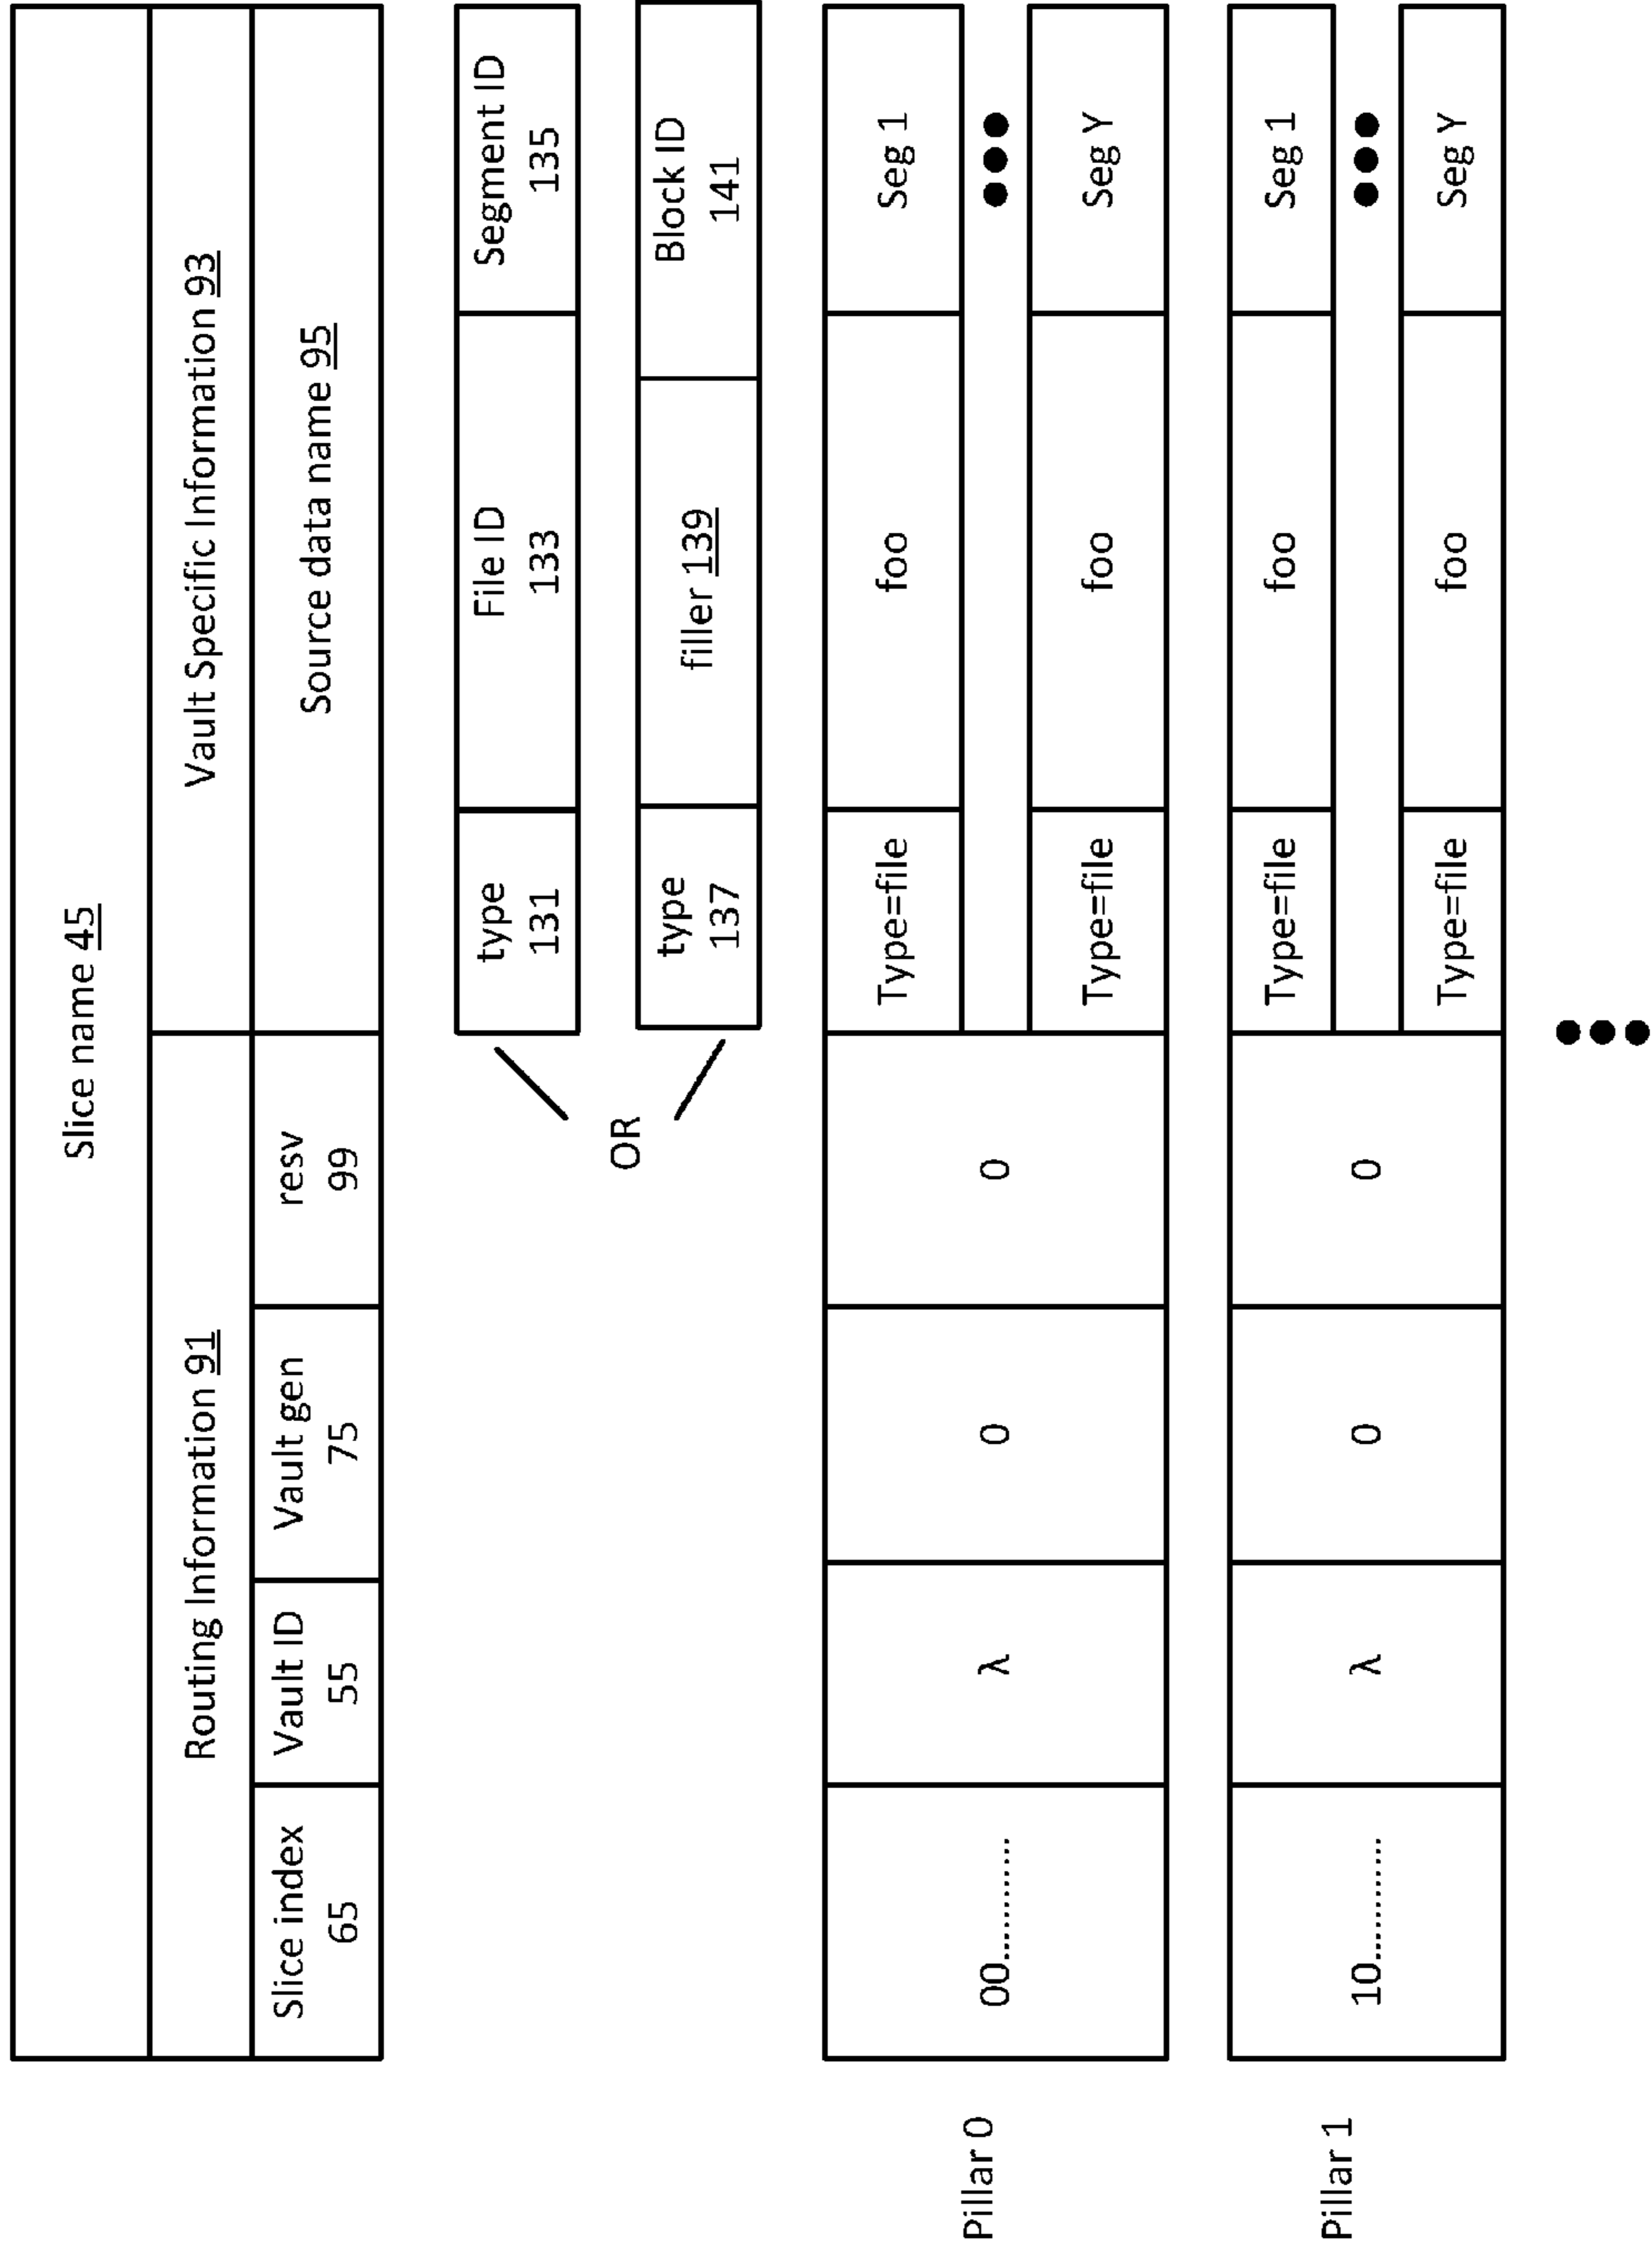 Slice name 45
Routing Information 91
Vault Specific Information 93
Slice index
65
Vault ID
55
Vault gen
75
resv
99
Source data name 95
type
131
File ID
133
Segment ID
135
OR
type
137
filler 139
Block ID
141
Pillar 0
00............
λ
0
0
Type=file
foo
Seg 1
Type=file
foo
Seg Y
Pillar 1
10............
λ
0
0
Type=file
foo
Seg 1
Type=file
foo
Seg Y